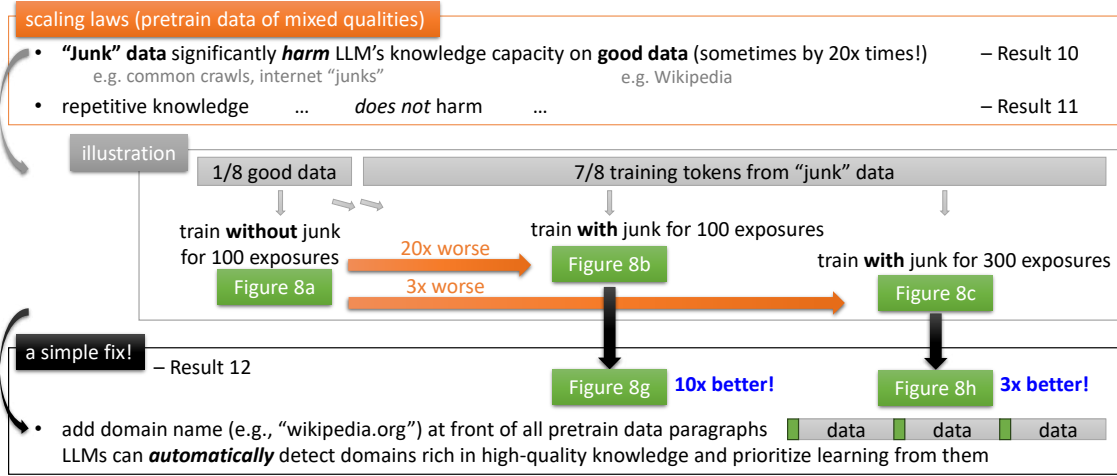 scaling laws (pretrain data of mixed qualities)
• “Junk” data significantly harm LLM’s knowledge capacity on good data (sometimes by 20x times!) – Result 10
e.g. common crawls, internet “junks” e.g. Wikipedia
• repetitive knowledge ... does not harm ... – Result 11
illustration
1/8 good data 7/8 training tokens from “junk” data
train without junk
for 100 exposures
train with junk for 100 exposures
train with junk for 300 exposures
20x worse
3x worse
Figure 8a
Figure 8b
Figure 8c
a simple fix!
– Result 12
Figure 8g 10x better!
Figure 8h 3x better!
• add domain name (e.g., “wikipedia.org”) at front of all pretrain data paragraphs
data data data
LLMs can automatically detect domains rich in high-quality knowledge and prioritize learning from them